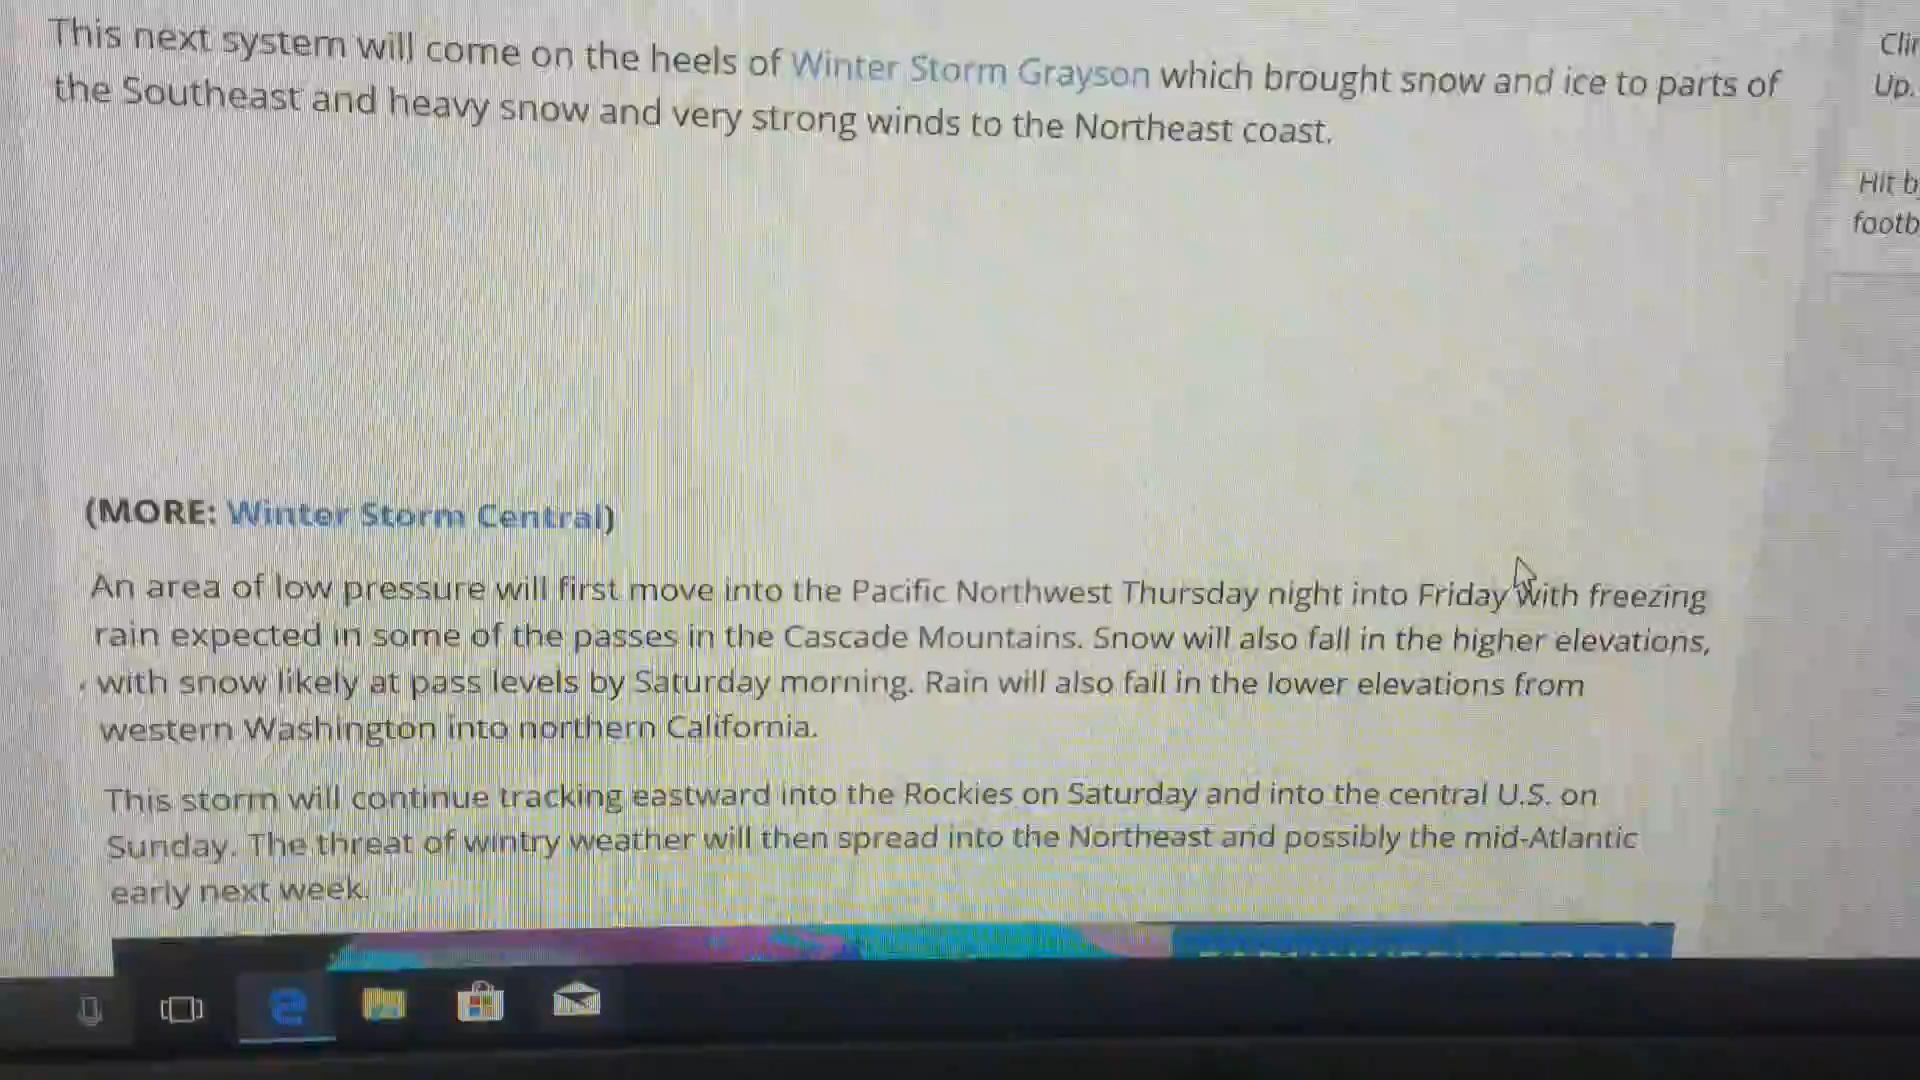 This next system will come on the heels of Winter Storm Grayson which brought snow and ice to parts of
the Southeast and heavy snow and very strong winds to the Northeast coast.
Up.
(MORE: Winter Storm Central)
An area of low pressure will first move into the Pacific Northwest Thursday night into Friday with freezing
rain expected in some of the passes in the Cascade Mountains. Snow will also fall in the higher elevations,
with snow likely at pass levels by Saturday morning. Rain will also fall in the lower elevations from
western Washington into northern California.
This storm will continue tracking eastward into the Rockies on Saturday and into the central U.S. on
Sunday. The threat of wintry weather will then spread into the Northeast and possibly the mid-Atlantic
early next week.